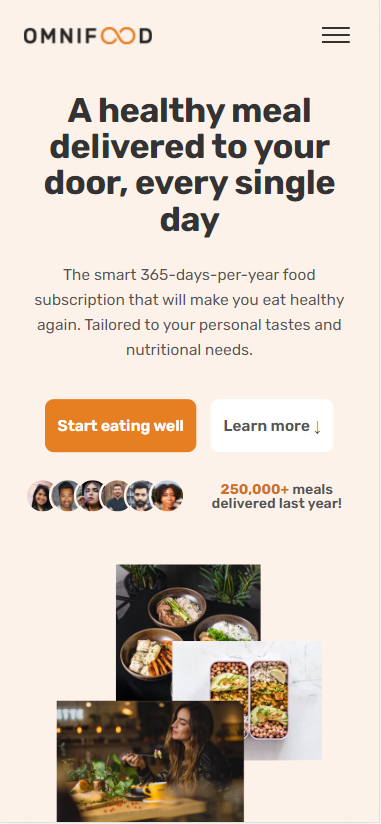 OMNIFOOD
A healthy meal
delivered to your
door, every single
day
The smart 365-days-per-year food
subscription that will make you eat healthy
again. Tailored to your personal tastes and
nutritional needs.
Start eating well
Learn more ↓
250,000+ meals
delivered last year!